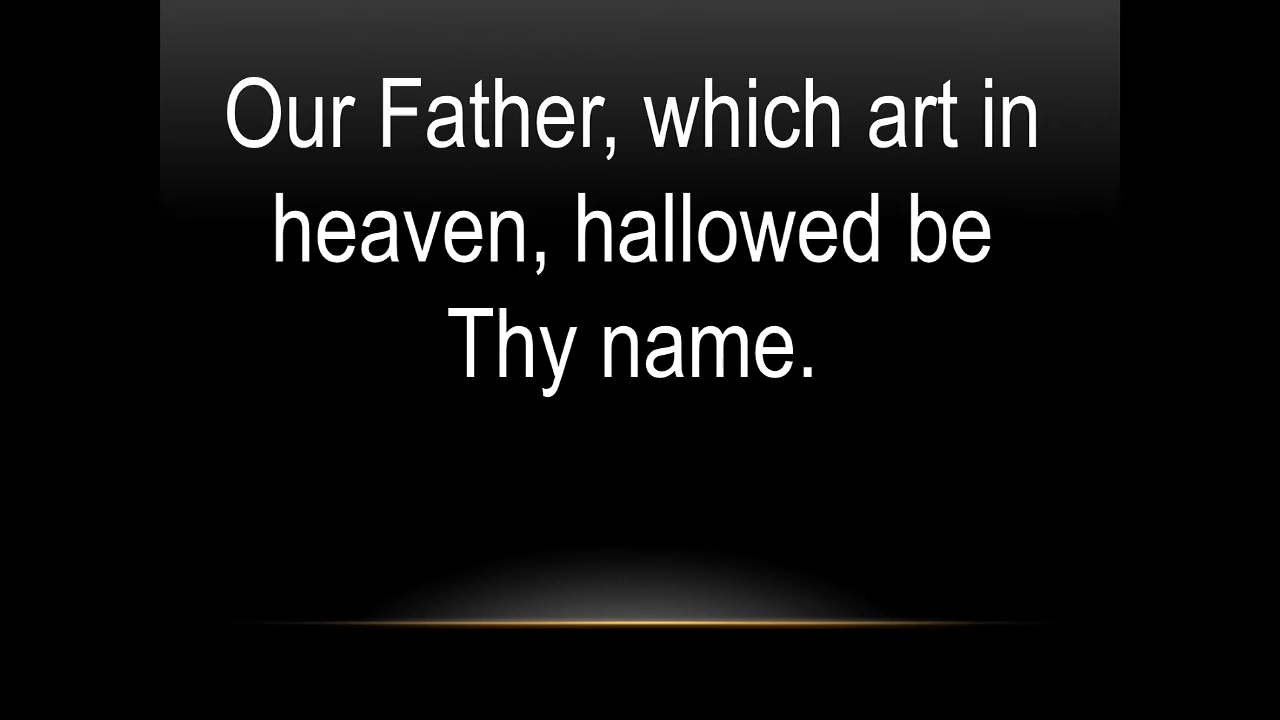 Our Father, which art in
heaven, hallowed be
Thy name.